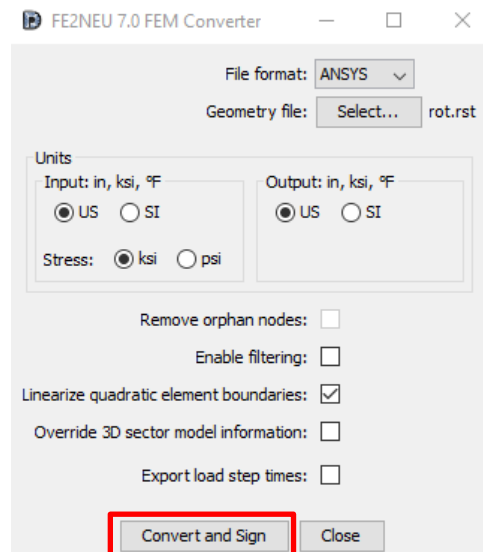 FE2NEU 7.0 FEM Converter
File format: ANSYS
Geometry file: Select... rot.rst
Units
Input: in, ksi, ºF Output: in, ksi, ºF
US SI US SI
Stress: ksi psi
Remove orphan nodes:
Enable filtering:
Linearize quadratic element boundaries:
Override 3D sector model information:
Export load step times:
Convert and Sign Close